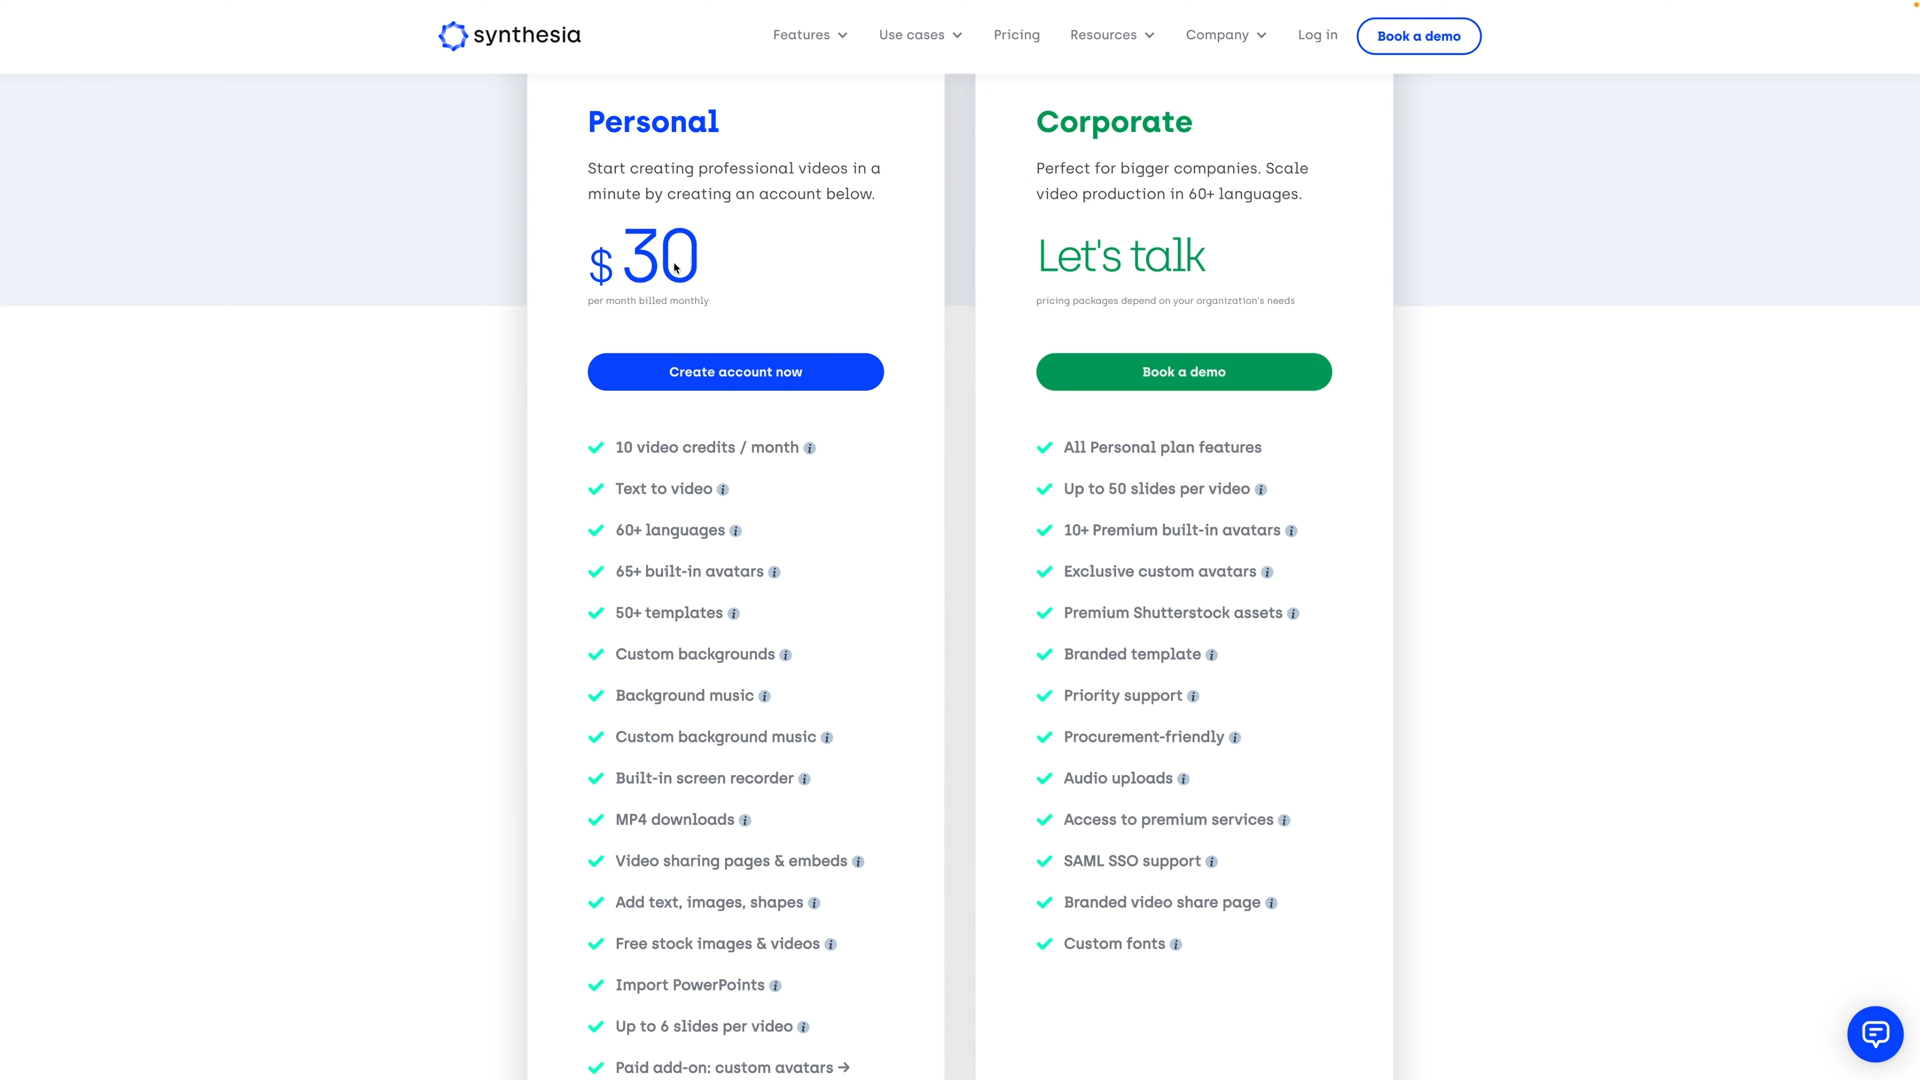 synthesia
Features
Use cases
Pricing
Resources
Company
Log in
Book a demo
Personal
Start creating professional videos in a
minute by creating an account below.
$ 30
per month billed monthly
Create account now
10 video credits / month
Text to video
60+ languages
65+ built-in avatars
50+ templates
Custom backgrounds
Background music
Custom background music
Built-in screen recorder
MP4 downloads
Video sharing pages & embeds
Add text, images, shapes
Free stock images & videos
Import PowerPoints
Up to 6 slides per video
Paid add-on: custom avatars →
Corporate
Perfect for bigger companies. Scale
video production in 60+ languages.
Let's talk
pricing packages depend on your organization's needs
Book a demo
All Personal plan features
Up to 50 slides per video
10+ Premium built-in avatars
Exclusive custom avatars
Premium Shutterstock assets
Branded template
Priority support
Procurement-friendly
Audio uploads
Access to premium services
SAML SSO support
Branded video share page
Custom fonts